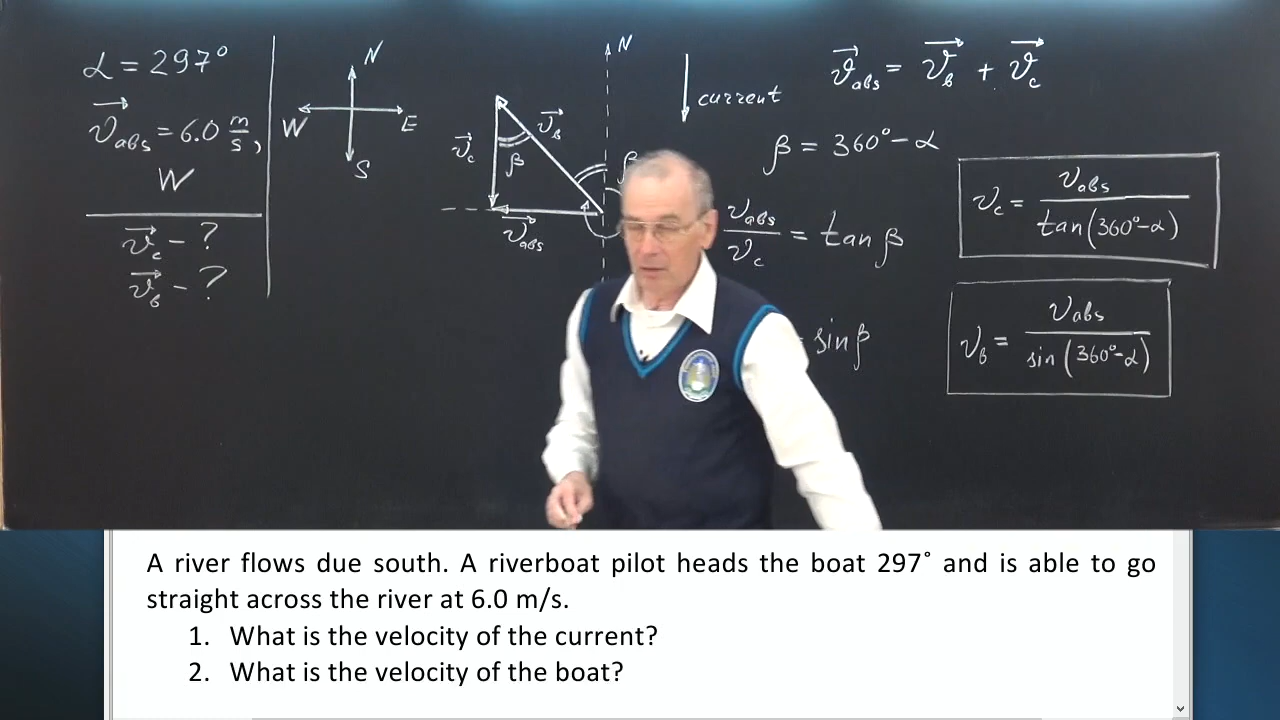 α = 297°
v⃗abs = 6.0 m/s,
W
v⃗c - ?
v⃗в - ?
N
W
E
S
N
v⃗c
v⃗в
β
β
v⃗abs
current
v⃗abs = v⃗в + v⃗c
β = 360° - α
vabs/vc = tan β
= sin β
vc = vabs / tan(360° - α)
vв = vabs / sin(360° - α)
A river flows due south. A riverboat pilot heads the boat 297˚ and is able to go
straight across the river at 6.0 m/s.
1. What is the velocity of the current?
2. What is the velocity of the boat?